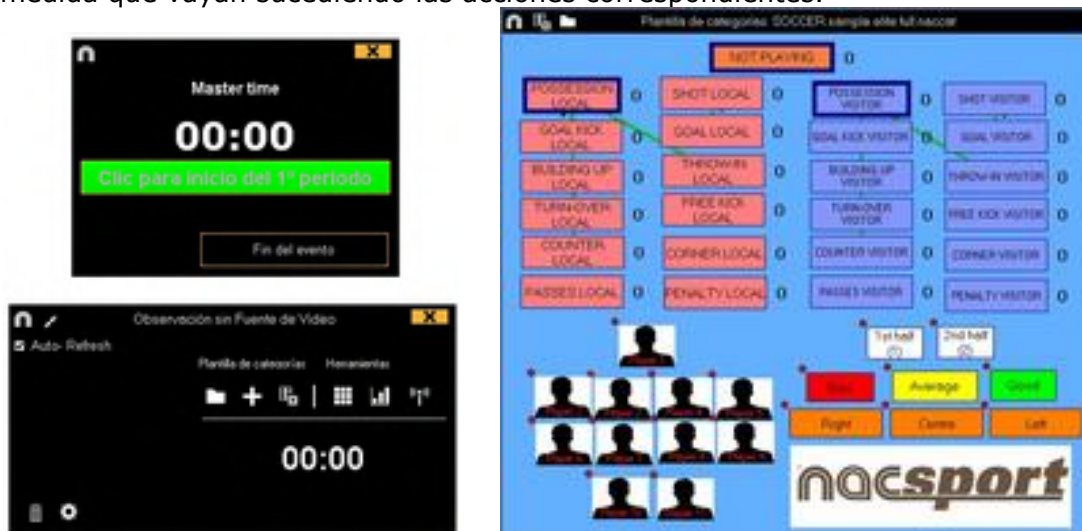 medida que vayan sucediendo las acciones correspondientes.
Master time
00:00
Clic para inicio del 1º periodo
Fin del evento
Observación sin Fuente de Video
Auto- Refresh
Plantilla de categorías Herramientas
00:00
Plantilla de categorías: SOCCER sample elite full.naccor
NOT PLAYING 0
POSSESSION LOCAL 0 SHOT LOCAL 0 POSSESSION VISITOR 0 SHOT VISITOR 0
GOAL KICK LOCAL 0 GOAL LOCAL 0 GOAL KICK VISITOR 0 GOAL VISITOR 0
BUILDING UP LOCAL 0 THROW-IN LOCAL 0 BUILDING UP VISITOR 0 THROW-IN VISITOR 0
TURN-OVER LOCAL 0 FREE KICK LOCAL 0 TURN-OVER VISITOR 0 FREE KICK VISITOR 0
COUNTER LOCAL 0 CORNER LOCAL 0 COUNTER VISITOR 0 CORNER VISITOR 0
PASSES LOCAL 0 PENALTY LOCAL 0 PASSES VISITOR 0 PENALTY VISITOR 0
1st half 2nd half
Average Good
Right Centre Left
nacsport